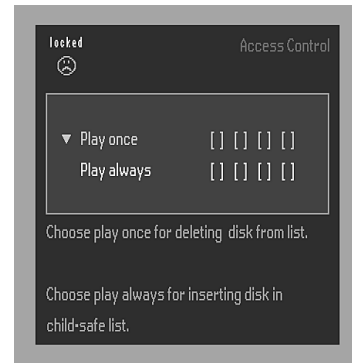 locked
Access Control
▼ Play once [ ] [ ] [ ] [ ]
Play always [ ] [ ] [ ] [ ]
Choose play once for deleting disk from list.
Choose play always for inserting disk in
child-safe list.